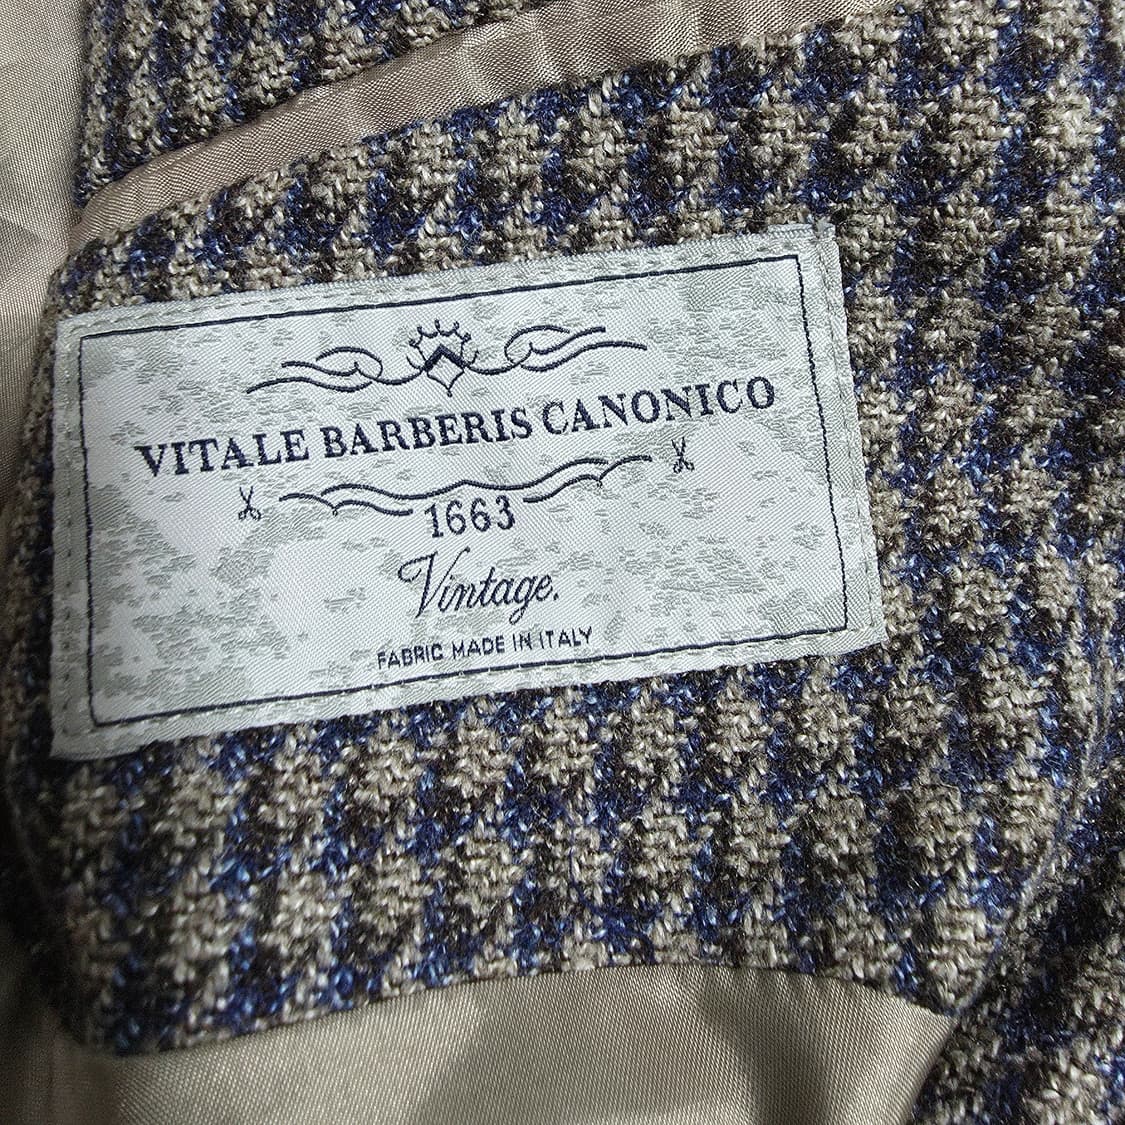 VITALE BARBERIS CANONICO
1663
Vintage.
FABRIC MADE IN ITALY